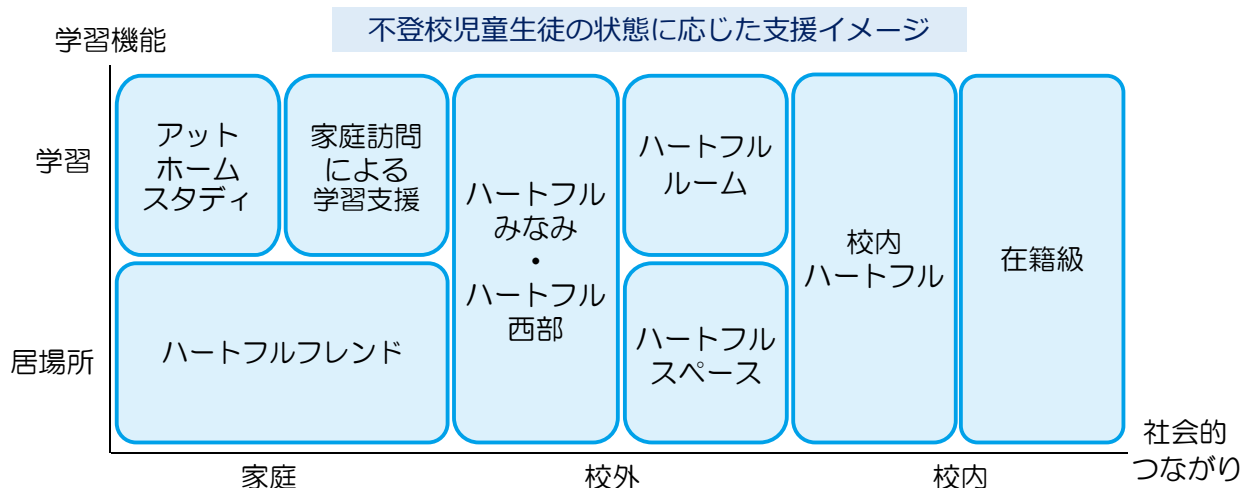 不登校児童生徒の状態に応じた支援イメージ
学習機能
学習
居場所
アット
ホーム
スタディ
家庭訪問
による
学習支援
ハートフルフレンド
ハートフル
みなみ
・
ハートフル
西部
ハートフル
ルーム
ハートフル
スペース
校内
ハートフル
在籍級
家庭
校外
校内
社会的
つながり